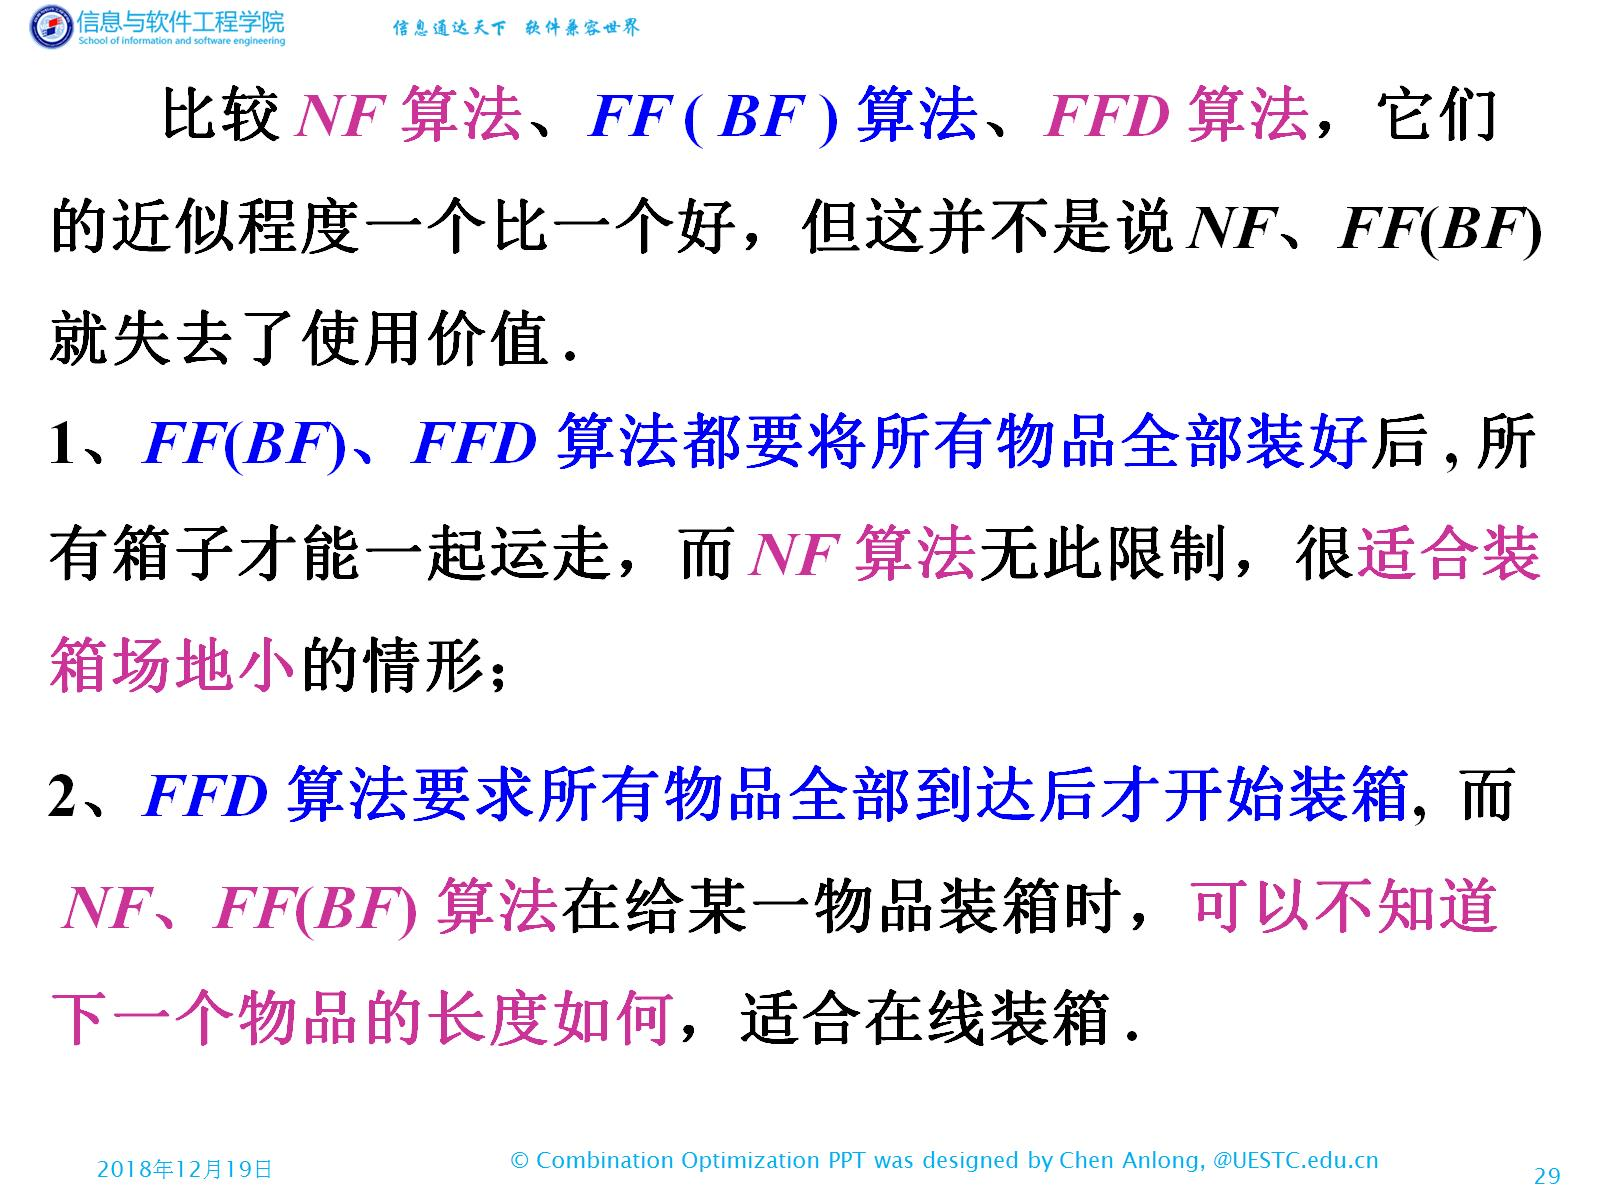 信息与软件工程学院
School of information and software engineering
信息通达天下 软件兼容世界
比较 NF 算法、FF ( BF ) 算法、FFD 算法，它们
的近似程度一个比一个好，但这并不是说 NF、FF(BF)
就失去了使用价值 .
1、FF(BF)、FFD 算法都要将所有物品全部装好后 , 所
有箱子才能一起运走，而 NF 算法无此限制，很适合装
箱场地小的情形；
2、FFD 算法要求所有物品全部到达后才开始装箱, 而
NF、FF(BF) 算法在给某一物品装箱时，可以不知道
下一个物品的长度如何，适合在线装箱 .
2018年12月19日
© Combination Optimization PPT was designed by Chen Anlong, @UESTC.edu.cn
29